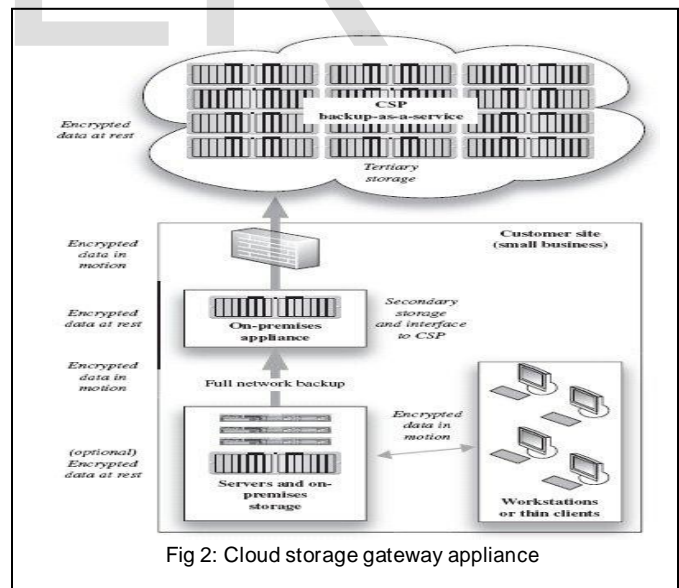 CSP
backup-as-a-service
Encrypted
data at rest
Tertiary
storage
Customer site
(small business)
Encrypted
data in
motion
Encrypted
data at rest
On-premises
appliance
Secondary
storage
and interface
to CSP
Encrypted
data in
motion
Full network backup
Encrypted
data in
motion
(optional)
Encrypted
data at rest
Servers and on-
premises
storage
Workstations
or thin clients
Fig 2: Cloud storage gateway appliance